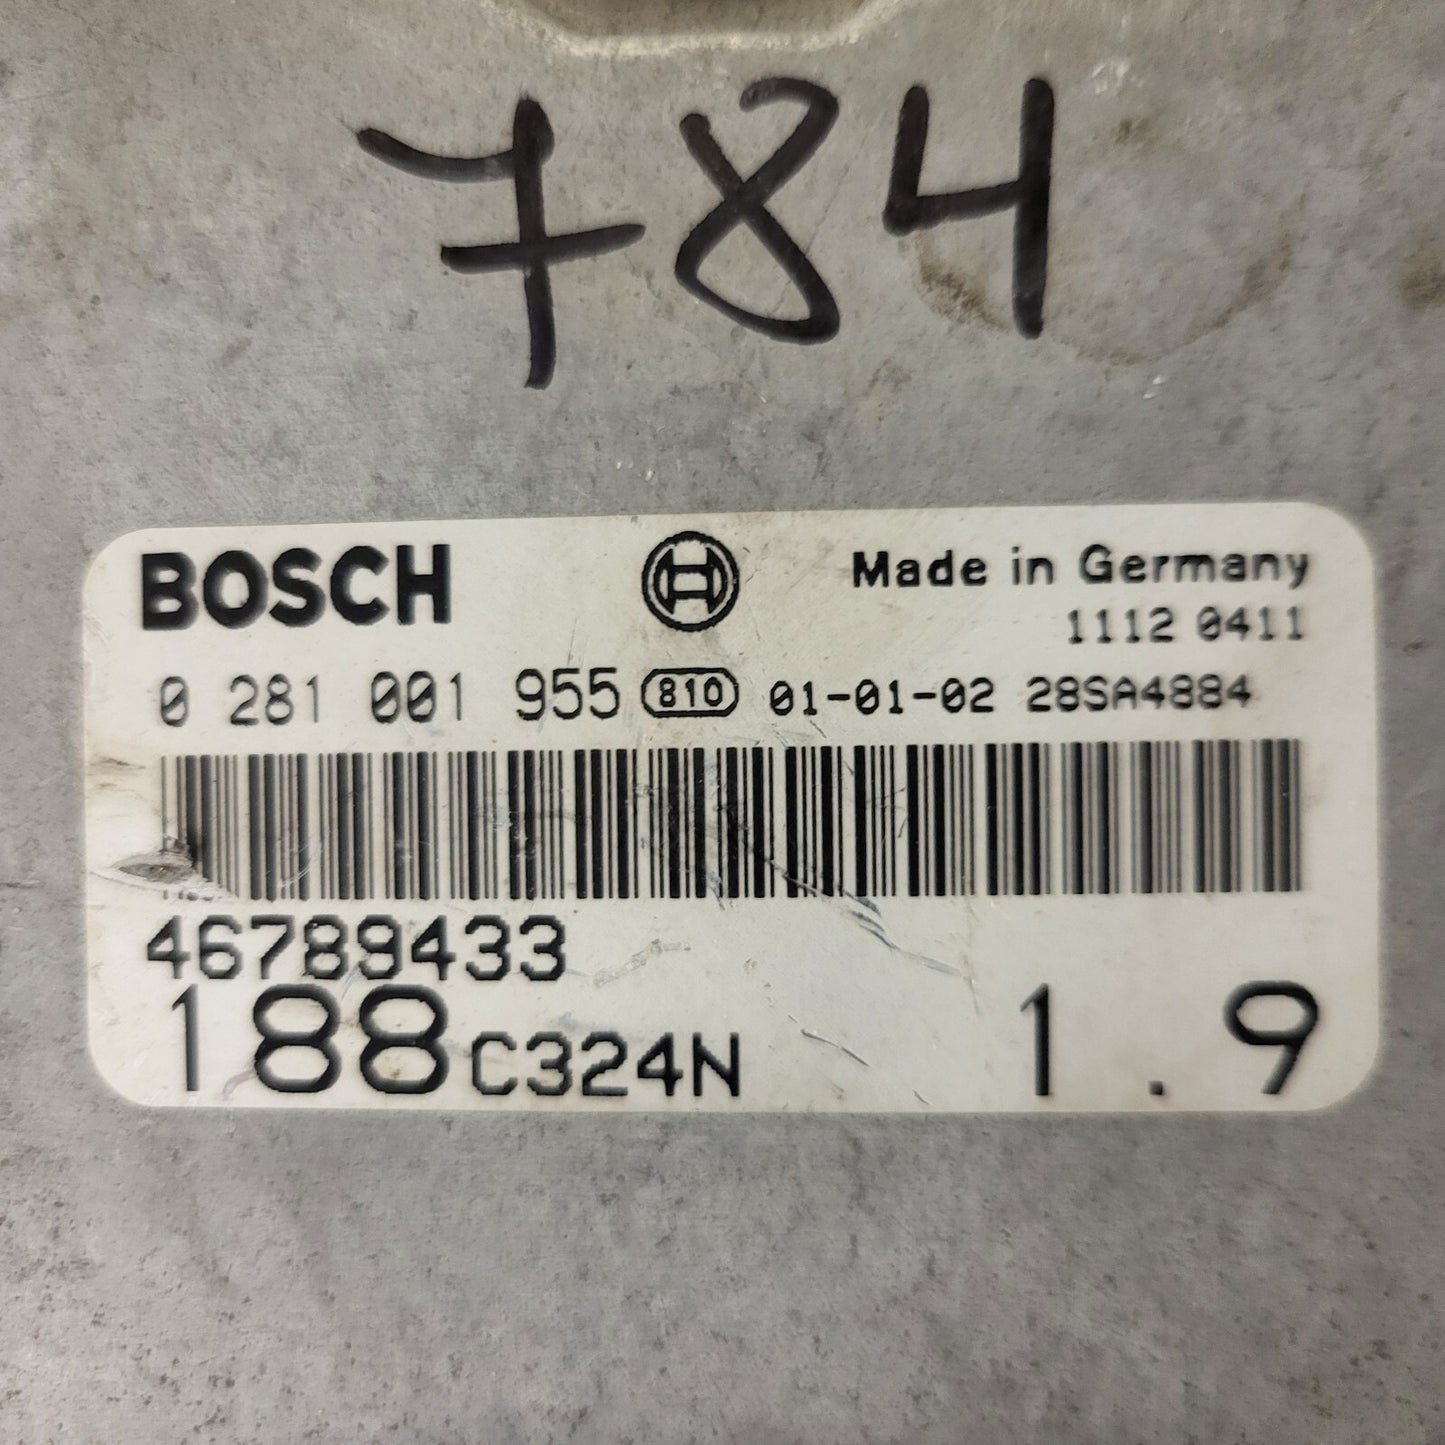 784
BOSCH
Made in Germany
1112 0411
0 281 001 955 810 01-01-02 28SA4884
46789433
188C324N 1.9